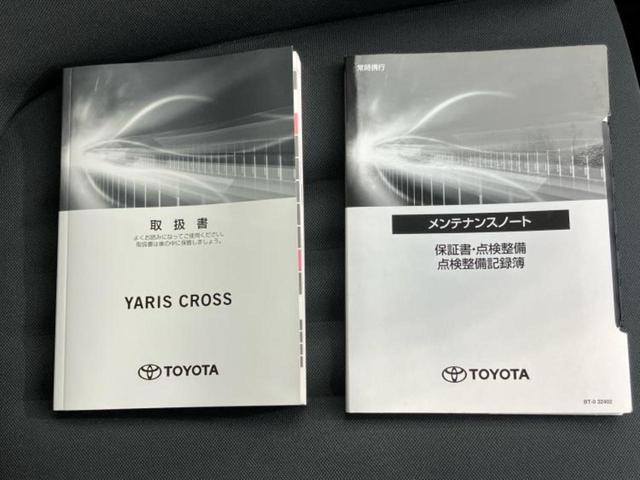 取扱書
よくお読みになってご使用ください。
取扱書は車の中に保管しましょう。
YARIS CROSS
TOYOTA
常時携行
メンテナンスノート
保証書・点検整備
点検整備記録簿
TOYOTA
BT-0 32402